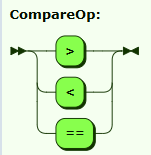 CompareOp:
>
<
==